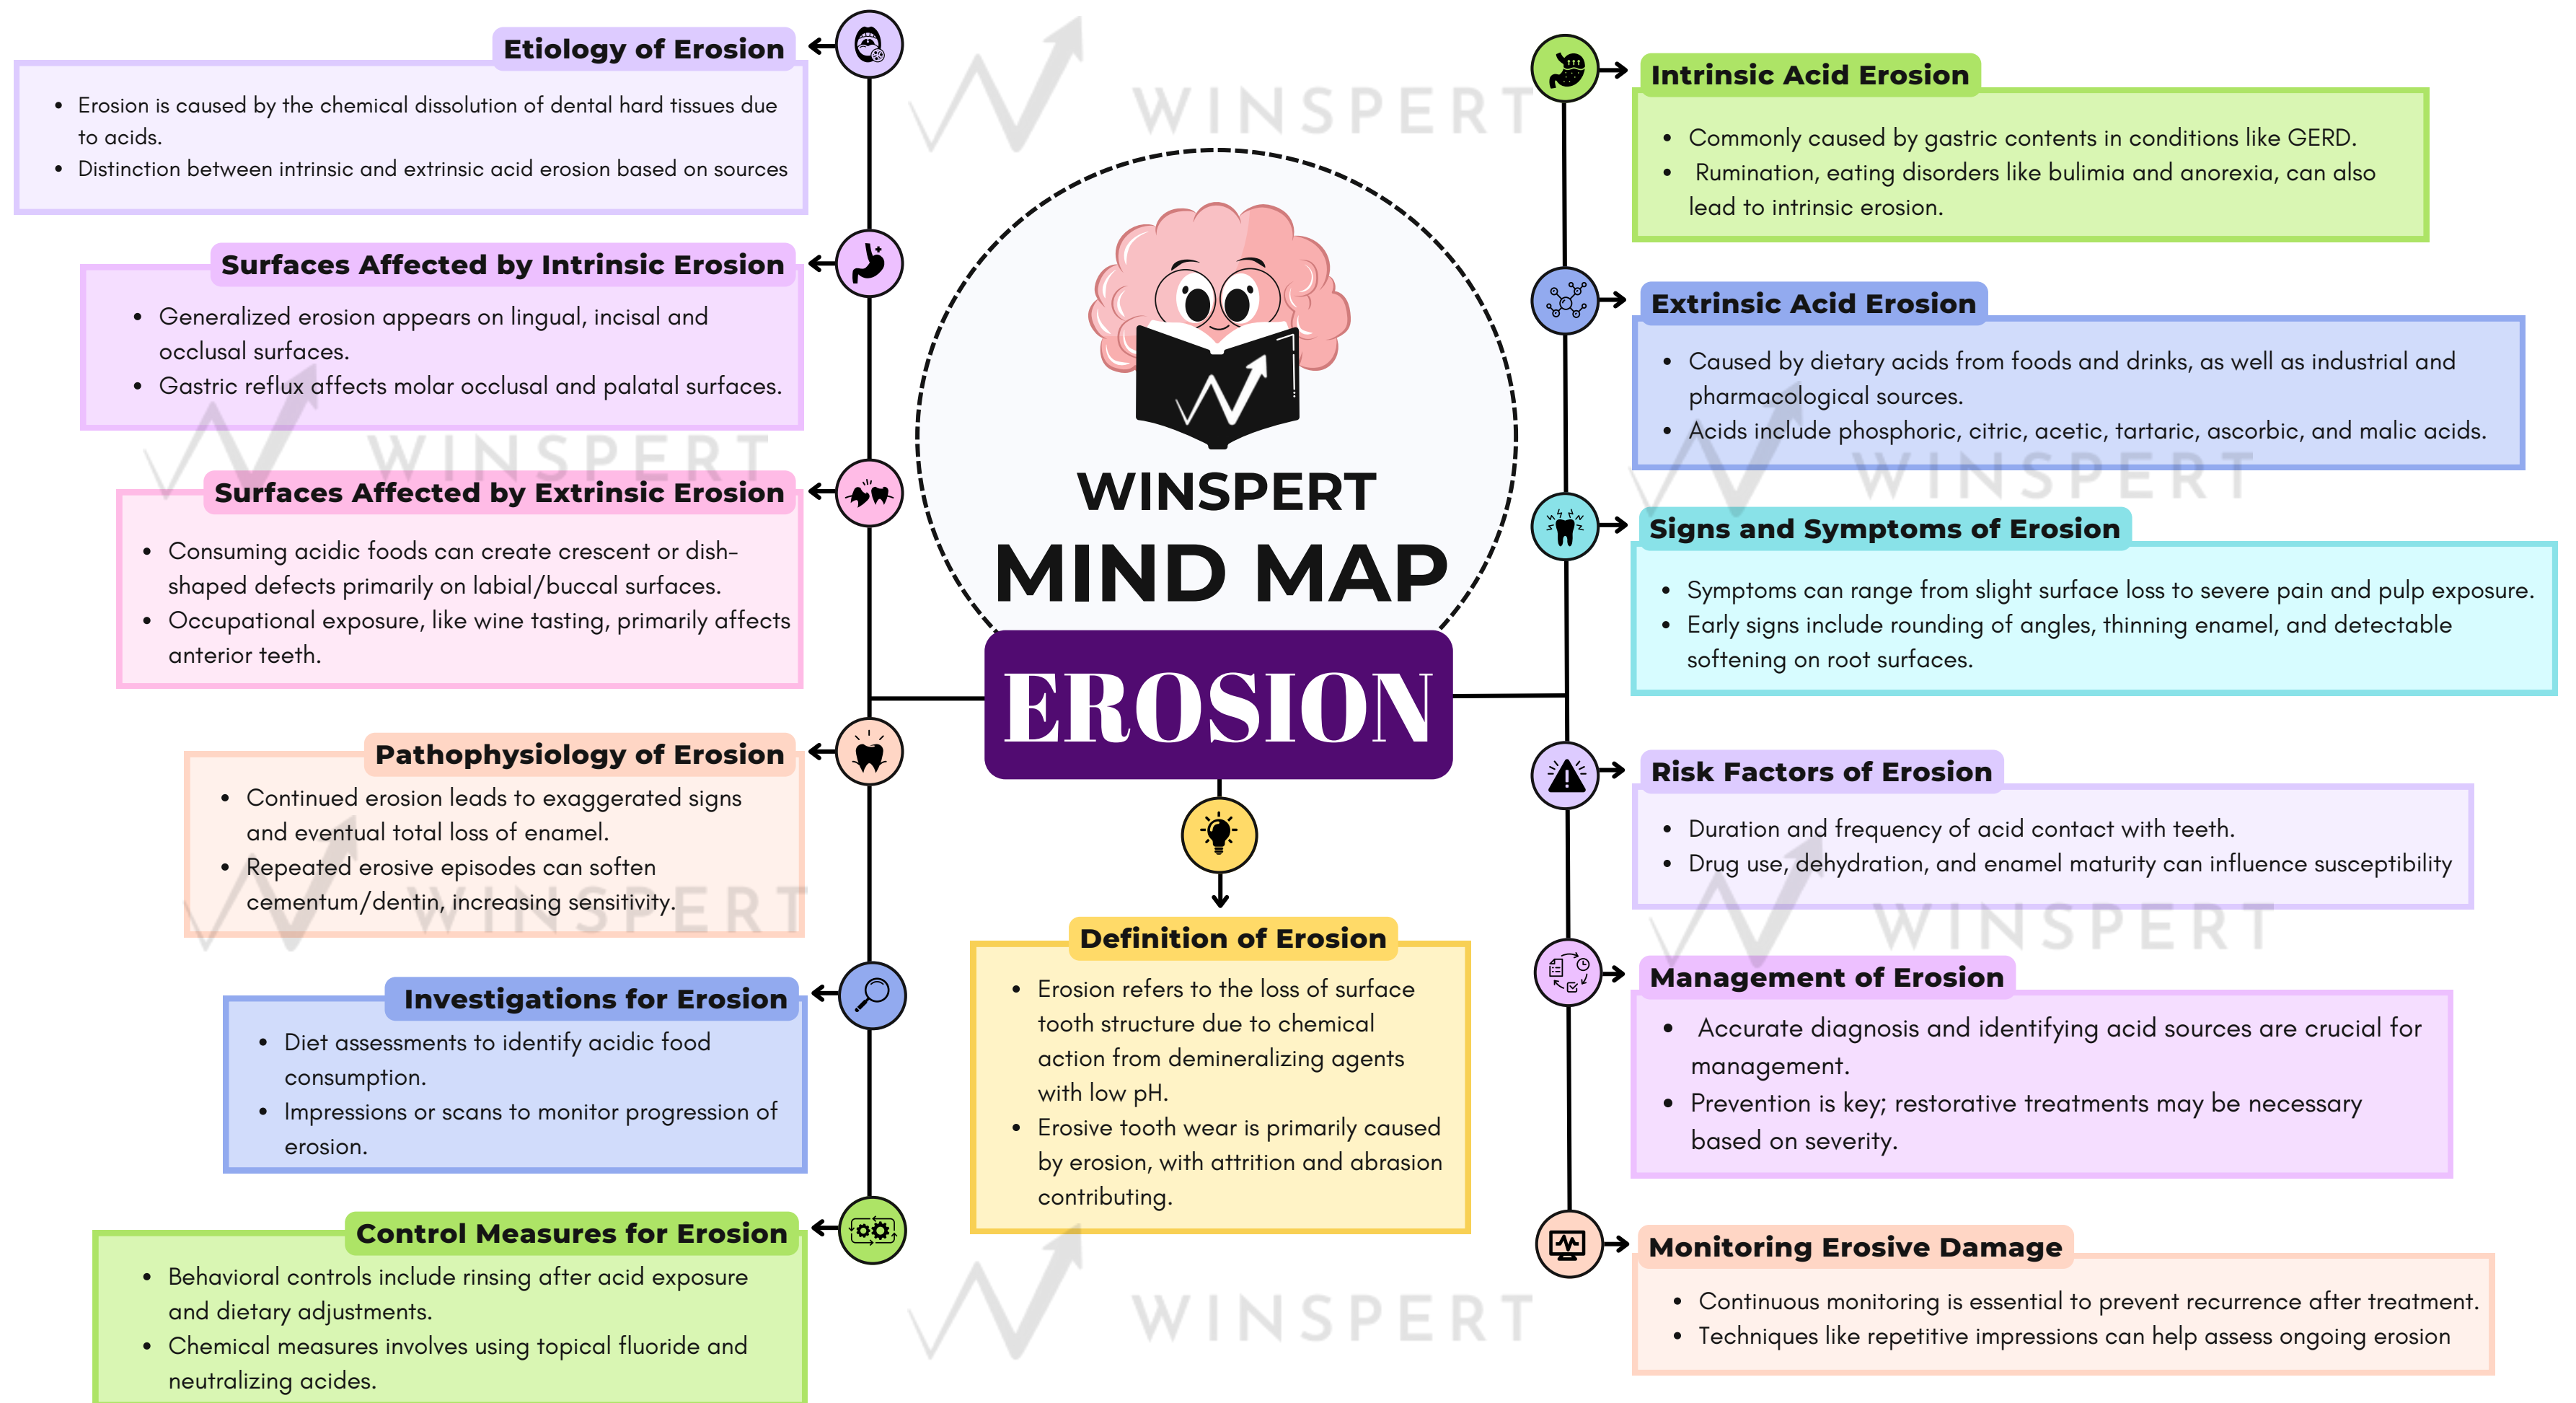 Etiology of Erosion
• Erosion is caused by the chemical dissolution of dental hard tissues due
to acids.
• Distinction between intrinsic and extrinsic acid erosion based on sources
Surfaces Affected by Intrinsic Erosion
• Generalized erosion appears on lingual, incisal and
occlusal surfaces.
• Gastric reflux affects molar occlusal and palatal surfaces.
Surfaces Affected by Extrinsic Erosion
• Consuming acidic foods can create crescent or dish-
shaped defects primarily on labial/buccal surfaces.
• Occupational exposure, like wine tasting, primarily affects
anterior teeth.
Pathophysiology of Erosion
• Continued erosion leads to exaggerated signs
and eventual total loss of enamel.
• Repeated erosive episodes can soften
cementum/dentin, increasing sensitivity.
Investigations for Erosion
• Diet assessments to identify acidic food
consumption.
• Impressions or scans to monitor progression of
erosion.
Control Measures for Erosion
• Behavioral controls include rinsing after acid exposure
and dietary adjustments.
• Chemical measures involves using topical fluoride and
neutralizing acides.
WINSPERT
WINSPERT
MIND MAP
EROSION
Definition of Erosion
• Erosion refers to the loss of surface
tooth structure due to chemical
action from demineralizing agents
with low pH.
• Erosive tooth wear is primarily caused
by erosion, with attrition and abrasion
contributing.
WINSPERT
Intrinsic Acid Erosion
• Commonly caused by gastric contents in conditions like GERD.
• Rumination, eating disorders like bulimia and anorexia, can also
lead to intrinsic erosion.
Extrinsic Acid Erosion
• Caused by dietary acids from foods and drinks, as well as industrial and
pharmacological sources.
• Acids include phosphoric, citric, acetic, tartaric, ascorbic, and malic acids.
Signs and Symptoms of Erosion
• Symptoms can range from slight surface loss to severe pain and pulp exposure.
• Early signs include rounding of angles, thinning enamel, and detectable
softening on root surfaces.
Risk Factors of Erosion
• Duration and frequency of acid contact with teeth.
• Drug use, dehydration, and enamel maturity can influence susceptibility
Management of Erosion
• Accurate diagnosis and identifying acid sources are crucial for
management.
• Prevention is key; restorative treatments may be necessary
based on severity.
Monitoring Erosive Damage
• Continuous monitoring is essential to prevent recurrence after treatment.
• Techniques like repetitive impressions can help assess ongoing erosion
WINSPERT
WINSPERT
WINSPERT
WINSPERT